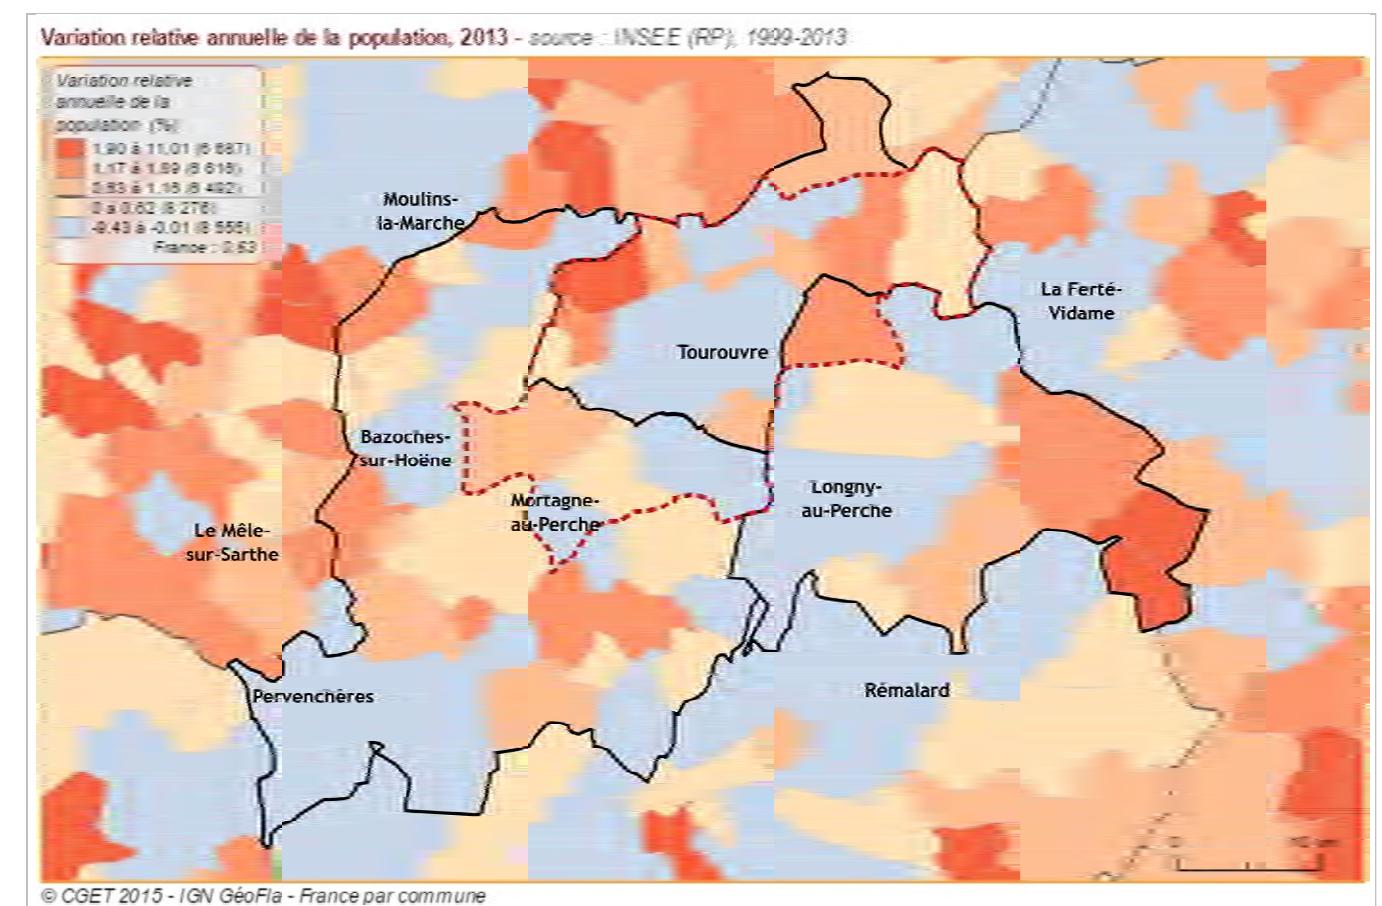 Variation relative annuelle de la population, 2013 - source : INSEE (RP), 1999-2013
Variation relative
annuelle de la
population (%)
1,90 à 11,01 (6 687)
1,17 à 1,89 (6 616)
0,63 à 1,16 (6 492)
0 à 0,62 (6 276)
-9,43 à -0,01 (8 555)
France : 0,63
Moulins-
la-Marche
La Ferté-
Vidame
Tourouvre
Bazoches-
sur-Hoëne
Longny-
au-Perche
Mortagne-
au-Perche
Le Mêle-
sur-Sarthe
Rémalard
Pervenchères
0
© CGET 2015 - IGN GéoFla - France par commune